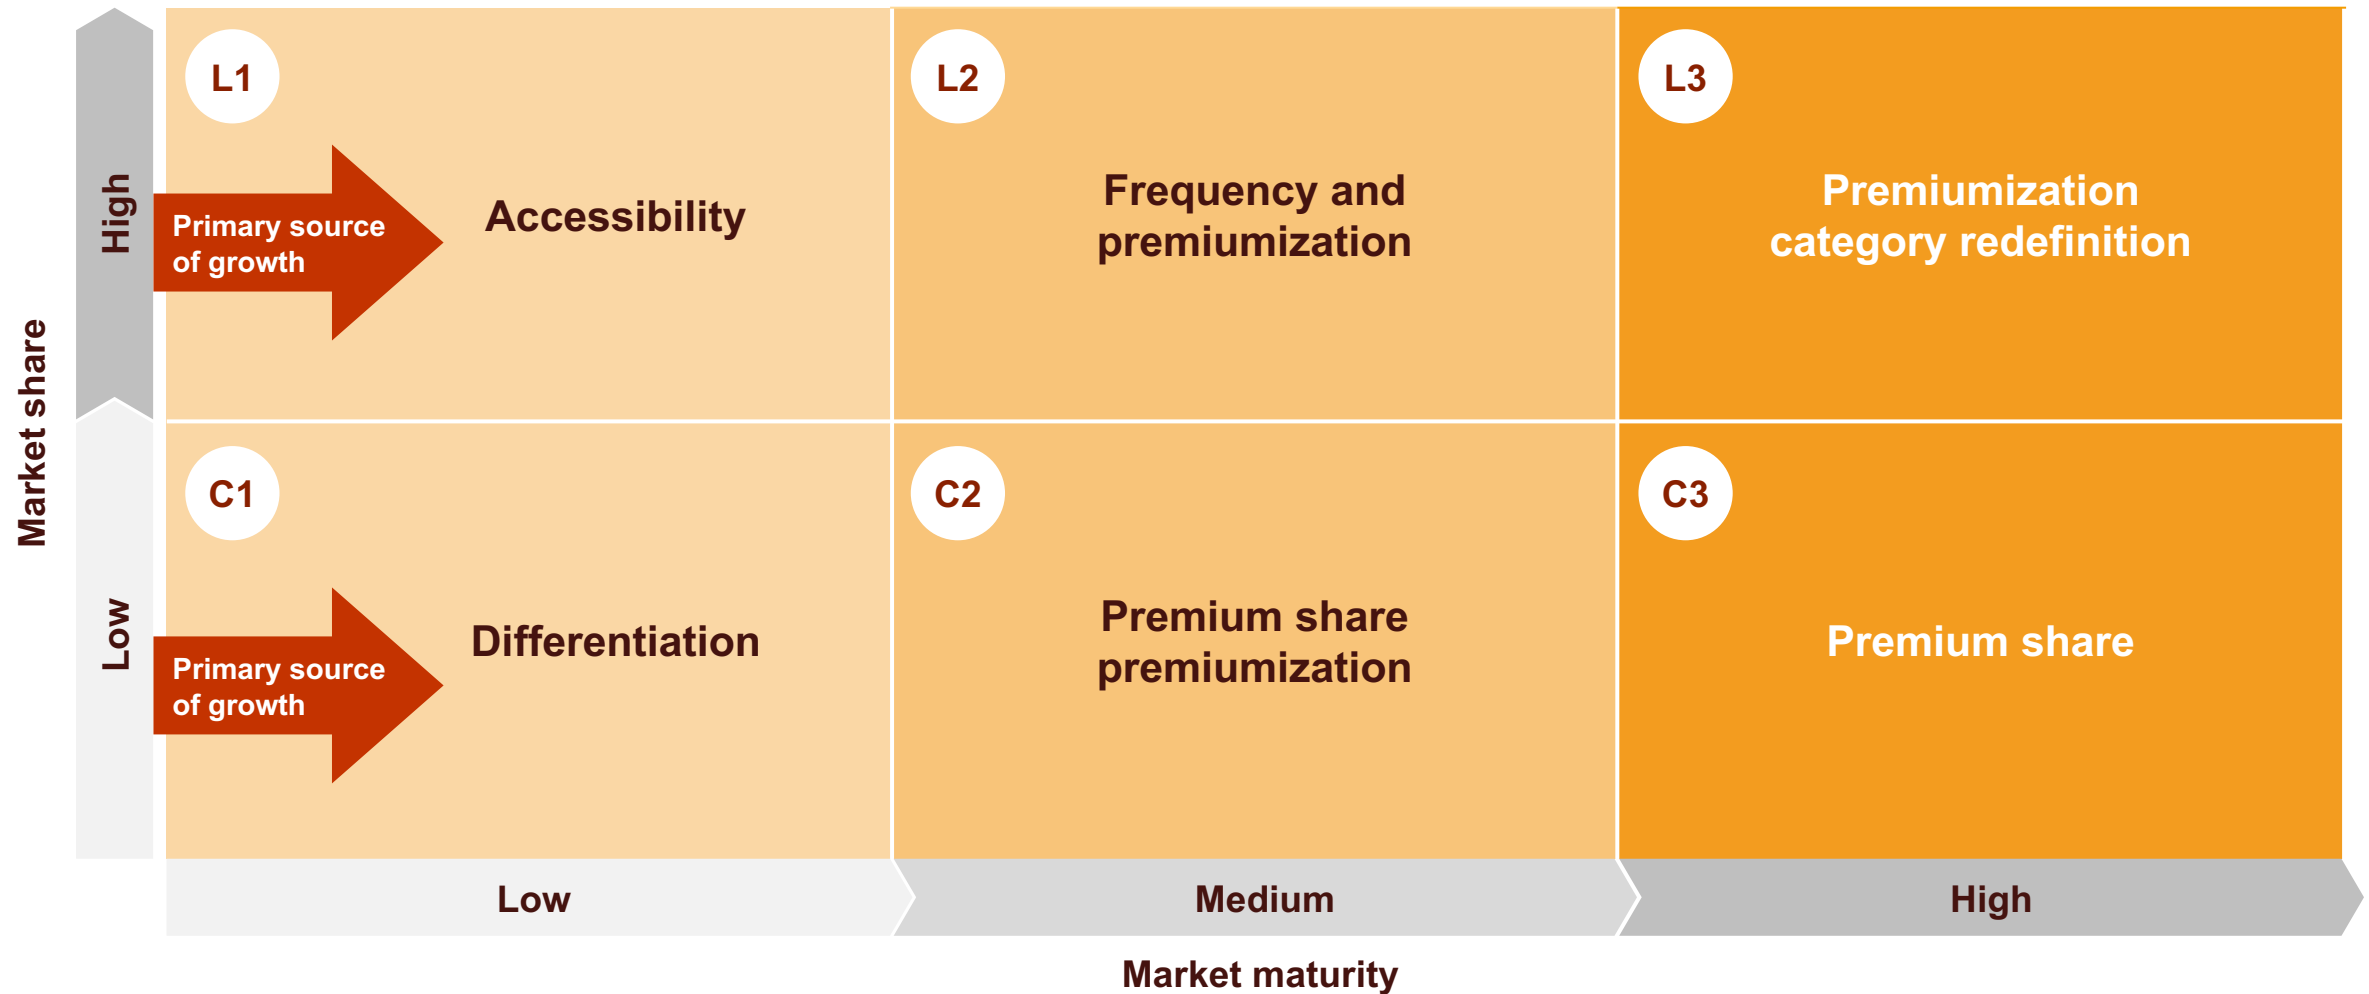 Market share
High
Low
L1
Primary source
of growth
Accessibility
L2
Frequency and
premiumization
L3
Premiumization
category redefinition
C1
Primary source
of growth
Differentiation
C2
Premium share
premiumization
C3
Premium share
Low
Medium
High
Market maturity